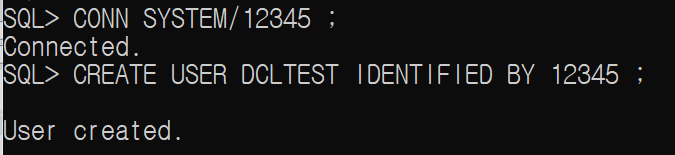 SQL> CONN SYSTEM/12345 ;
Connected.
SQL> CREATE USER DCLTEST IDENTIFIED BY 12345 ;
User created.